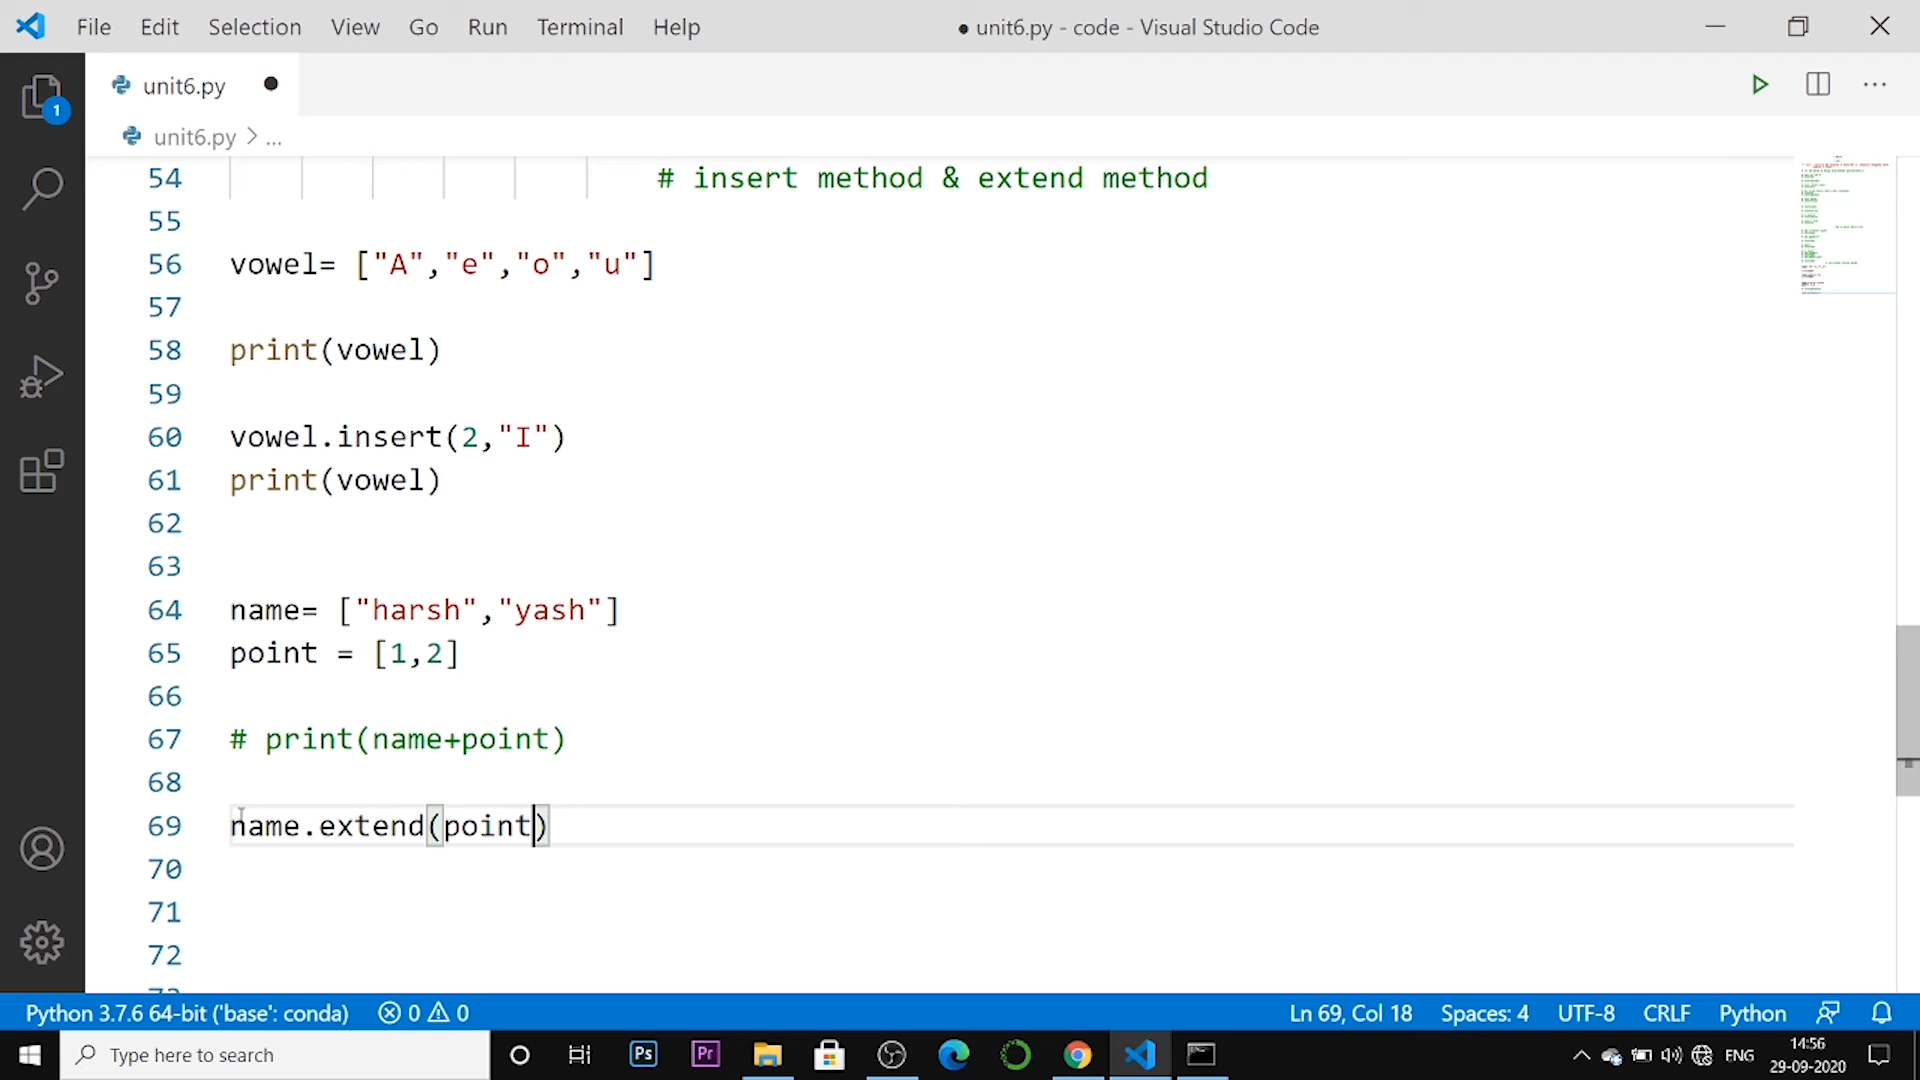 File Edit Selection View Go Run Terminal Help ● unit6.py - code - Visual Studio Code
unit6.py ●
1
unit6.py > ...
54 # insert method & extend method
55
56 vowel= ["A","e","o","u"]
57
58 print(vowel)
59
60 vowel.insert(2,"I")
61 print(vowel)
62
63
64 name= ["harsh","yash"]
65 point = [1,2]
66
67 # print(name+point)
68
69 name.extend(point)
70
71
72
Python 3.7.6 64-bit ('base': conda) 0 0 Ln 69, Col 18 Spaces: 4 UTF-8 CRLF Python
Type here to search Ps Pr ENG 14:56
29-09-2020